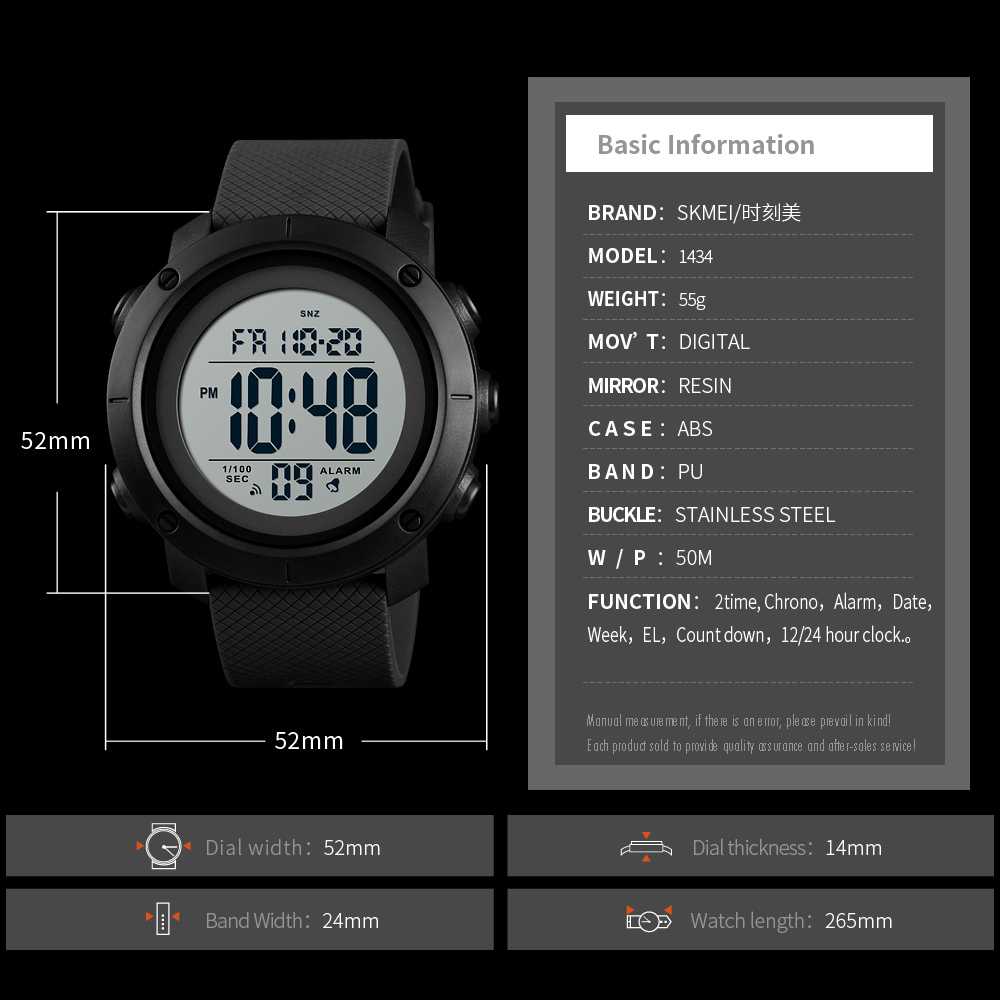 SNZ
FR 110-20
PM 10:48
1/100 SEC 09 ALARM
52mm
52mm
Basic Information
BRAND：SKMEI/时刻美
MODEL：1434
WEIGHT：55g
MOV’T：DIGITAL
MIRROR：RESIN
CASE：ABS
BAND：PU
BUCKLE：STAINLESS STEEL
W/P：50M
FUNCTION： 2time, Chrono，Alarm，Date，
Week，EL，Count down，12/24 hour clock.。
Manual measurement, if there is an error, please prevail in kind!
Each product sold to provide quality assurance and after-sales service!
Dial width：52mm
Dial thickness：14mm
Band Width：24mm
Watch length：265mm